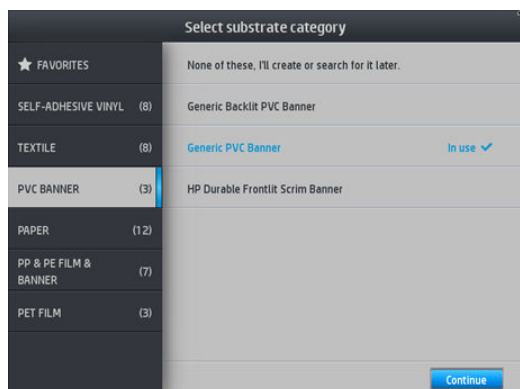 Select substrate category
FAVORITES
SELF-ADHESIVE VINYL (8)
TEXTILE (8)
PVC BANNER (3)
PAPER (12)
PP & PE FILM &
BANNER (7)
PET FILM (3)
None of these, I'll create or search for it later.
Generic Backlit PVC Banner
Generic PVC Banner In use
HP Durable Frontlit Scrim Banner
Continue